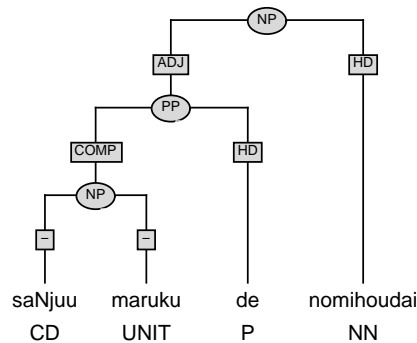 NP
ADJ HD
PP
COMP HD
NP
– –
saNjuu maruku de nomihoudai
CD UNIT P NN